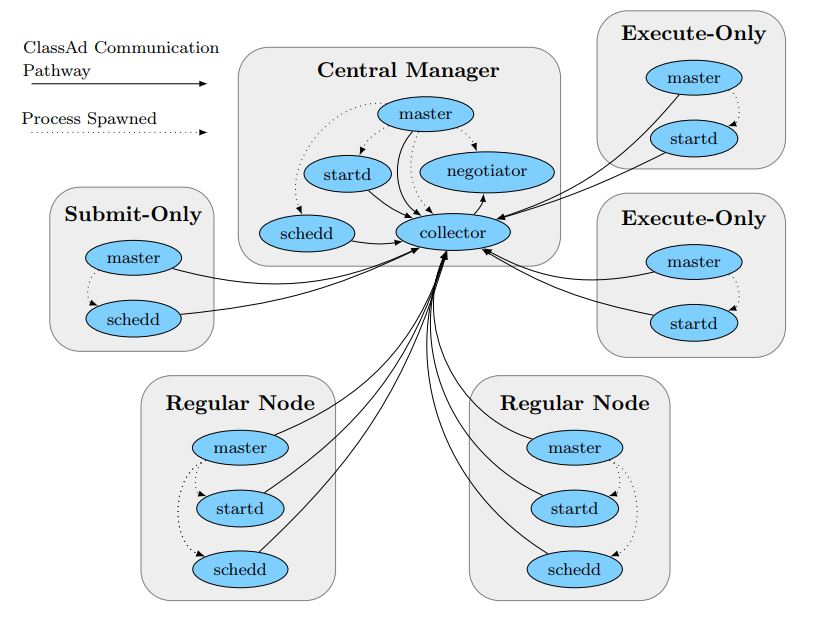 ClassAd Communication
Pathway
Process Spawned
Central Manager
master
startd
negotiator
schedd
collector
Execute-Only
master
startd
Submit-Only
master
schedd
Execute-Only
master
startd
Regular Node
master
startd
schedd
Regular Node
master
startd
schedd